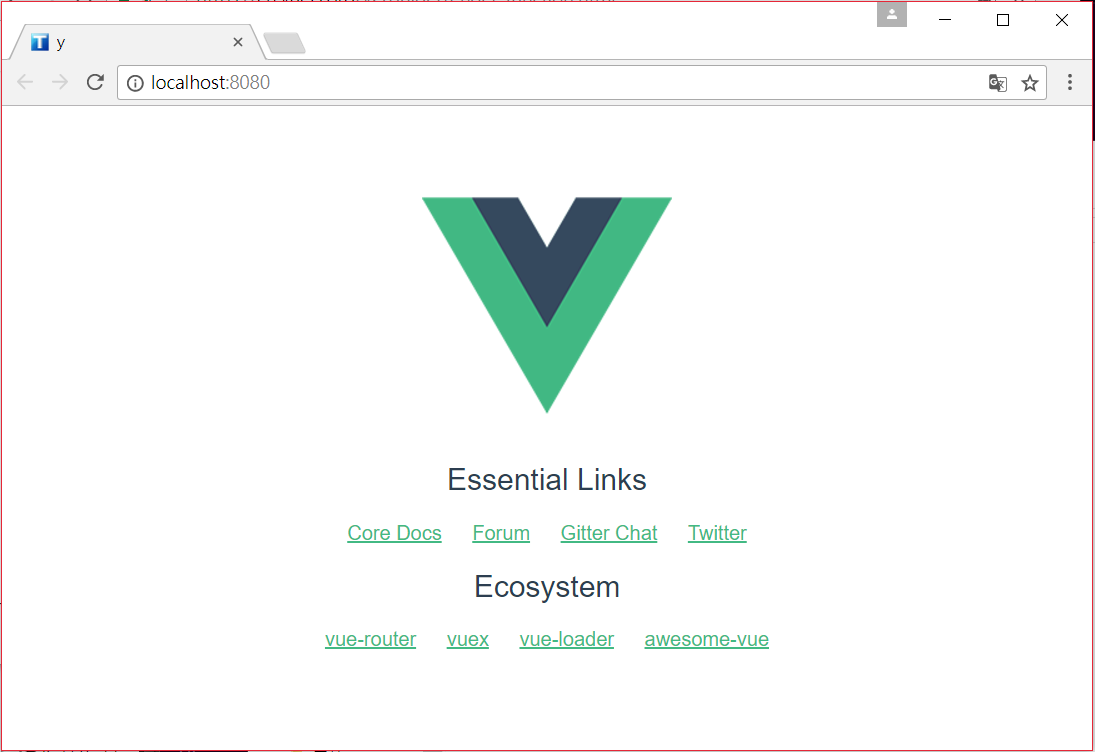 y
localhost:8080
Essential Links
Core Docs Forum Gitter Chat Twitter
Ecosystem
vue-router vuex vue-loader awesome-vue